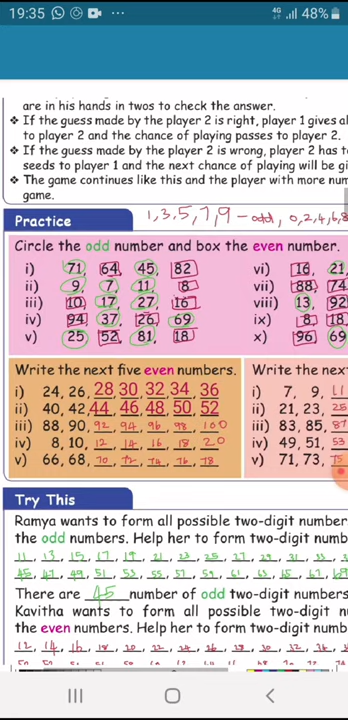 19:35 ... 4G 48%
are in his hands in twos to check the answer.
❖ If the guess made by the player 2 is right, player 1 gives al
to player 2 and the chance of playing passes to player 2.
❖ If the guess made by the player 2 is wrong, player 2 has t
seeds to player 1 and the next chance of playing will be gi
❖ The game continues like this and the player with more num
game.
Practice 1, 3, 5, 7, 9 - odd, 0, 2, 4, 6, 8
Circle the odd number and box the even number.
i) 71, 64, 45, 82 vi) 16, 21,
ii) 9, 7, 11, 8 vii) 88, 74
iii) 10, 17, 27, 16 viii) 13, 92
iv) 94, 37, 26, 69 ix) 8, 18,
v) 25, 52, 81, 18 x) 96, 69
Write the next five even numbers. Write the nex
i) 24, 26, 28 30, 32, 34, 36 i) 7, 9, 11
ii) 40, 42, 44, 46, 48, 50, 52 ii) 21, 23, 25
iii) 88, 90, 92, 94, 96, 98, 100 iii) 83, 85, 87
iv) 8, 10, 12, 14, 16, 18, 20 iv) 49, 51, 53
v) 66, 68, 70, 72, 74, 76, 78 v) 71, 73, 75
Try This
Ramya wants to form all possible two-digit number
the odd numbers. Help her to form two-digit numb
11, 13, 15, 17, 19, 21, 23, 25, 27, 29, 31, 33,
45, 47, 49, 51, 53, 55, 57, 59, 61, 63, 65, 67, 69
There are 45 number of odd two-digit numbers
Kavitha wants to form all possible two-digit n
the even numbers. Help her to form two-digit numb
12, 14, 16, 18, 20, 22, 24, 26, 28, 30, 32, 34,